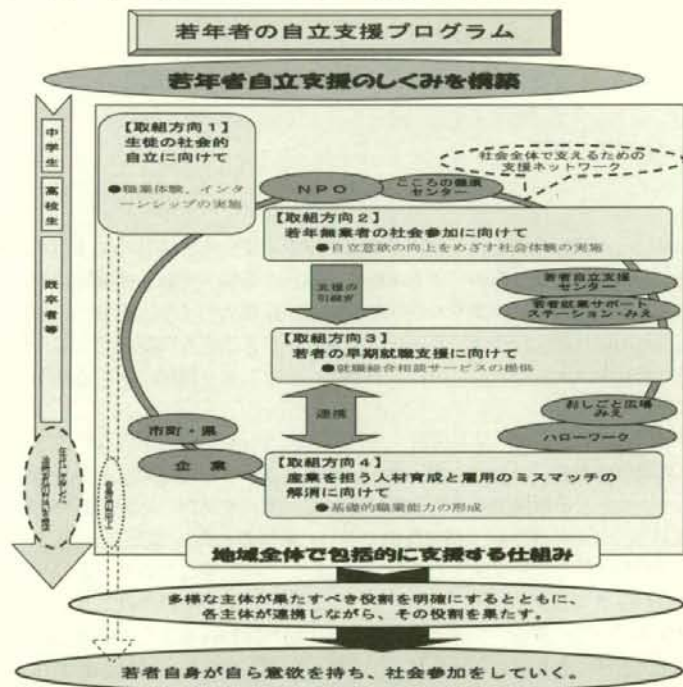 若年者の自立支援プログラム
若年者自立支援のしくみを構築
中学生
高校生
既卒者等
【取組方向1】
生徒の社会的
自立に向けて
●職業体験、インター
ーンシップの実施
社会全体で支えるための
支援ネットワーク
NPO
こころの健康
センター
【取組方向2】
若年無業者の社会参加に向けて
●自立意欲の向上をめざす社会体験の実施
支援の
引継ぎ
若者自立支援
センター
若者就業サポート
ステーション・みえ
【取組方向3】
若者の早期就職支援に向けて
●就職総合相談サービスの提供
連携
市町・県
企業
おしごと広場
みえ
ハローワーク
【取組方向4】
産業を担う人材育成と雇用のミスマッチの
解消に向けて
●基礎的職業能力の形成
地域全体で包括的に支援する仕組み
多様な主体が果たすべき役割を明確にするとともに、
各主体が連携しながら、その役割を果たす。
若者自身が自ら意欲を持ち、社会参加をしていく。